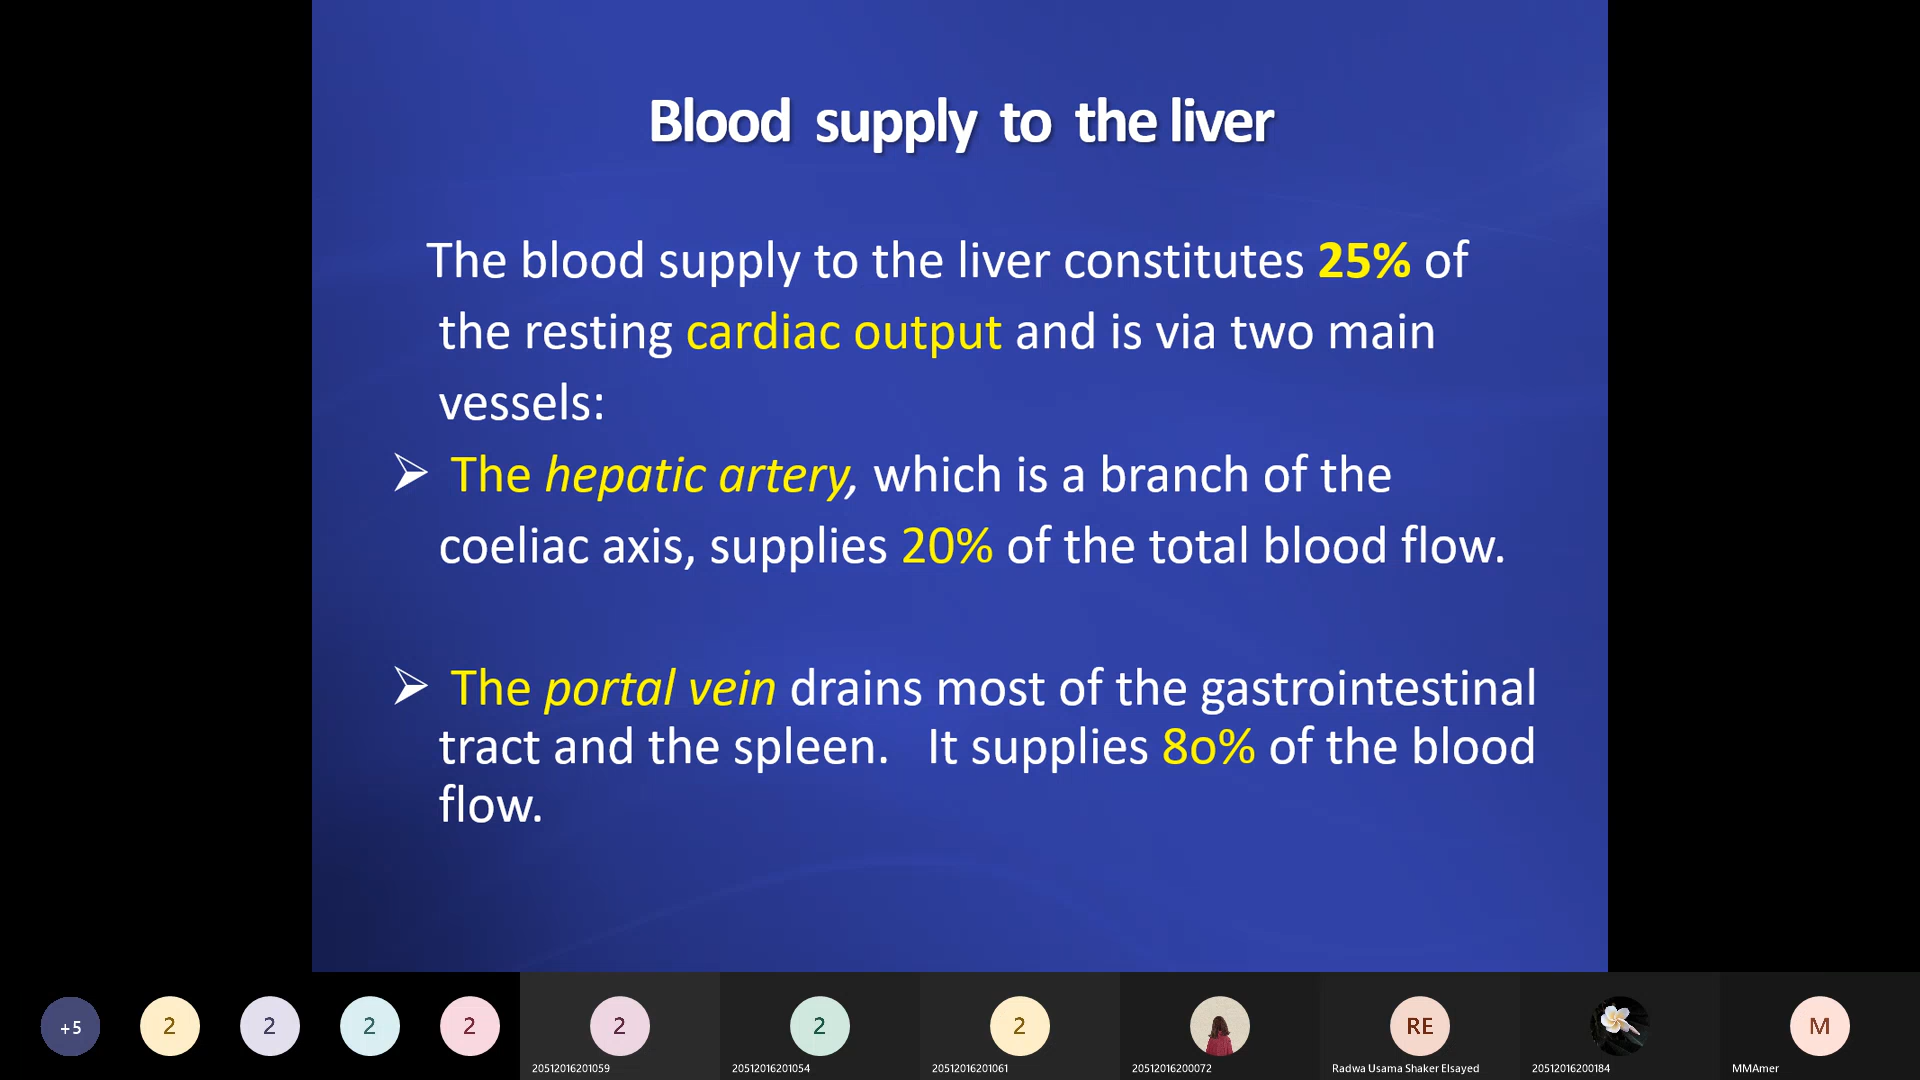 Blood supply to the liver
The blood supply to the liver constitutes 25% of
the resting cardiac output and is via two main
vessels:
➢ The hepatic artery, which is a branch of the
coeliac axis, supplies 20% of the total blood flow.
➢ The portal vein drains most of the gastrointestinal
tract and the spleen. It supplies 8o% of the blood
flow.
+5 2 2 2 2 2 2 2 RE M
20512016201059 20512016201054 20512016201061 20512016200072 Radwa Usama Shaker Elsayed 20512016200184 MMAmer